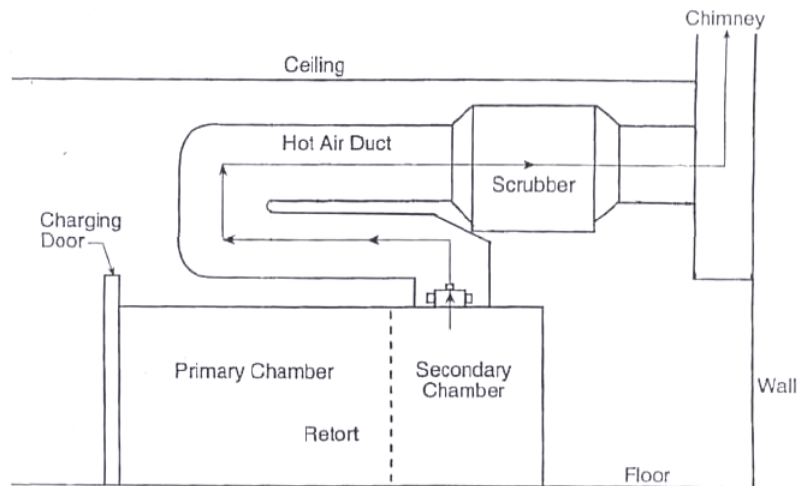 Chimney
Ceiling
Hot Air Duct
Scrubber
Charging
Door
Primary Chamber
Secondary
Chamber
Wall
Retort
Floor